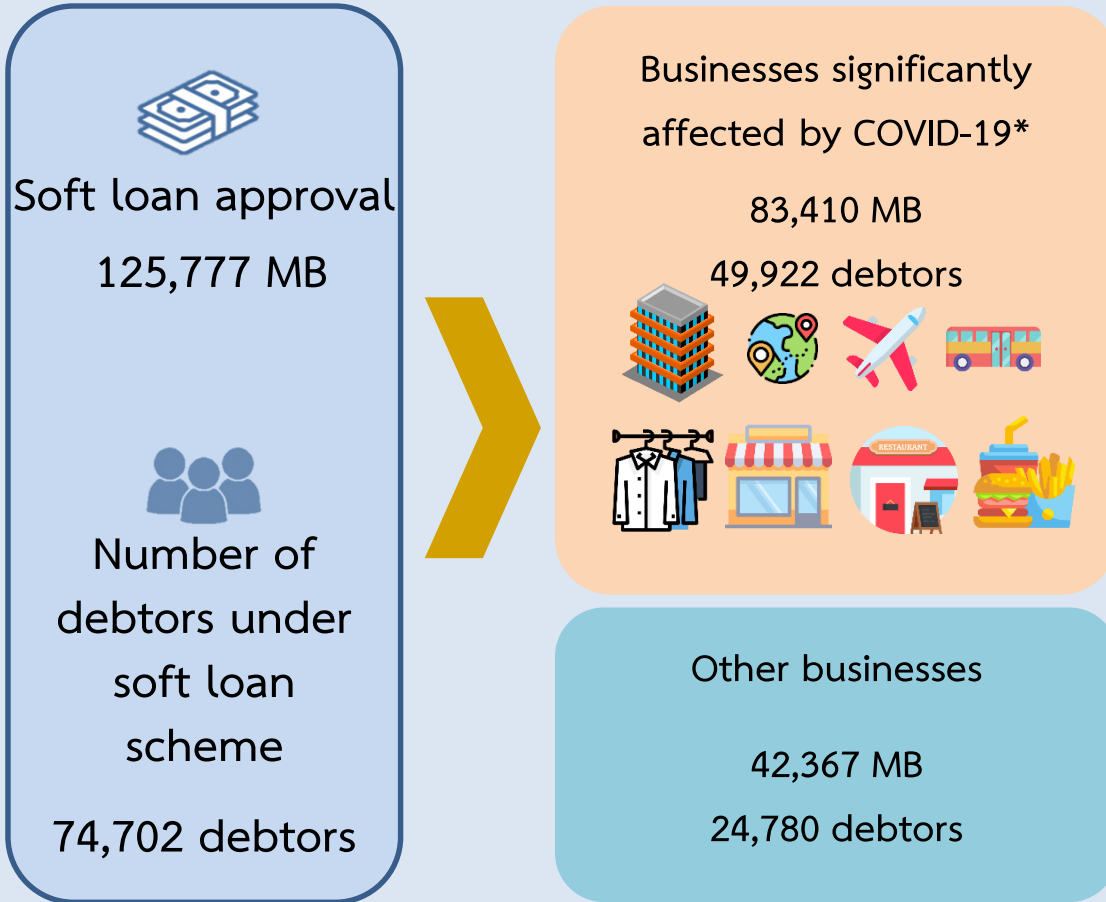 Soft loan approval
125,777 MB
Number of
debtors under
soft loan
scheme
74,702 debtors
Businesses significantly
affected by COVID-19*
83,410 MB
49,922 debtors
RESTAURANT
Other businesses
42,367 MB
24,780 debtors